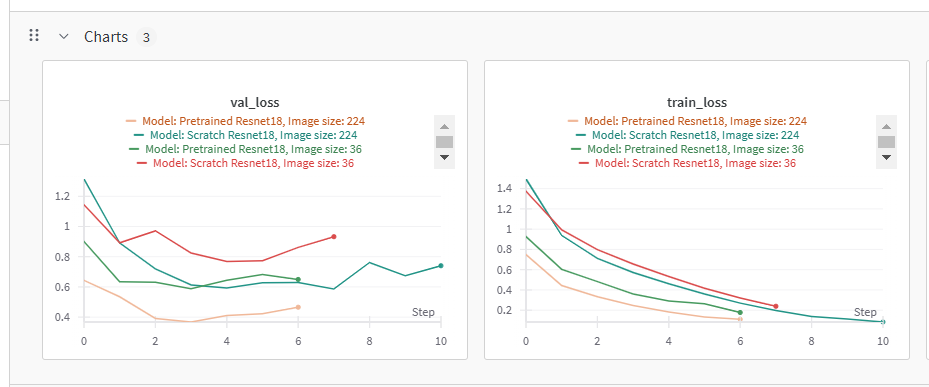 Charts 3
val_loss
Model: Pretrained Resnet18, Image size: 224
Model: Scratch Resnet18, Image size: 224
Model: Pretrained Resnet18, Image size: 36
Model: Scratch Resnet18, Image size: 36
1.2
1
0.8
0.6
0.4
Step
0 2 4 6 8 10
train_loss
Model: Pretrained Resnet18, Image size: 224
Model: Scratch Resnet18, Image size: 224
Model: Pretrained Resnet18, Image size: 36
Model: Scratch Resnet18, Image size: 36
1.4
1.2
1
0.8
0.6
0.4
0.2
Step
0 2 4 6 8 10